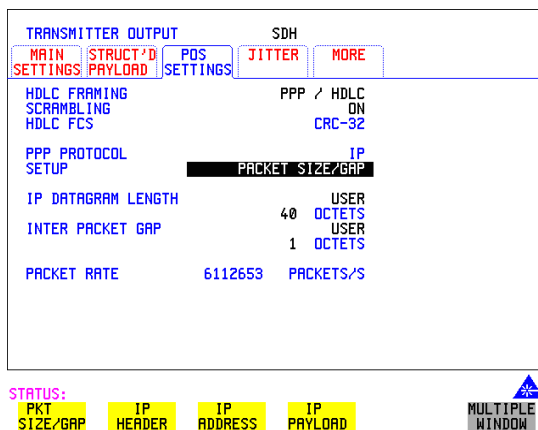 TRANSMITTER OUTPUT SDH
MAIN SETTINGS
STRUCT'D PAYLOAD
POS SETTINGS
JITTER
MORE
HDLC FRAMING PPP / HDLC
SCRAMBLING ON
HDLC FCS CRC-32
PPP PROTOCOL IP
SETUP PACKET SIZE/GAP
IP DATAGRAM LENGTH USER
40 OCTETS
INTER PACKET GAP USER
1 OCTETS
PACKET RATE 6112653 PACKETS/S
STATUS:
PKT SIZE/GAP
IP HEADER
IP ADDRESS
IP PAYLOAD
MULTIPLE WINDOW